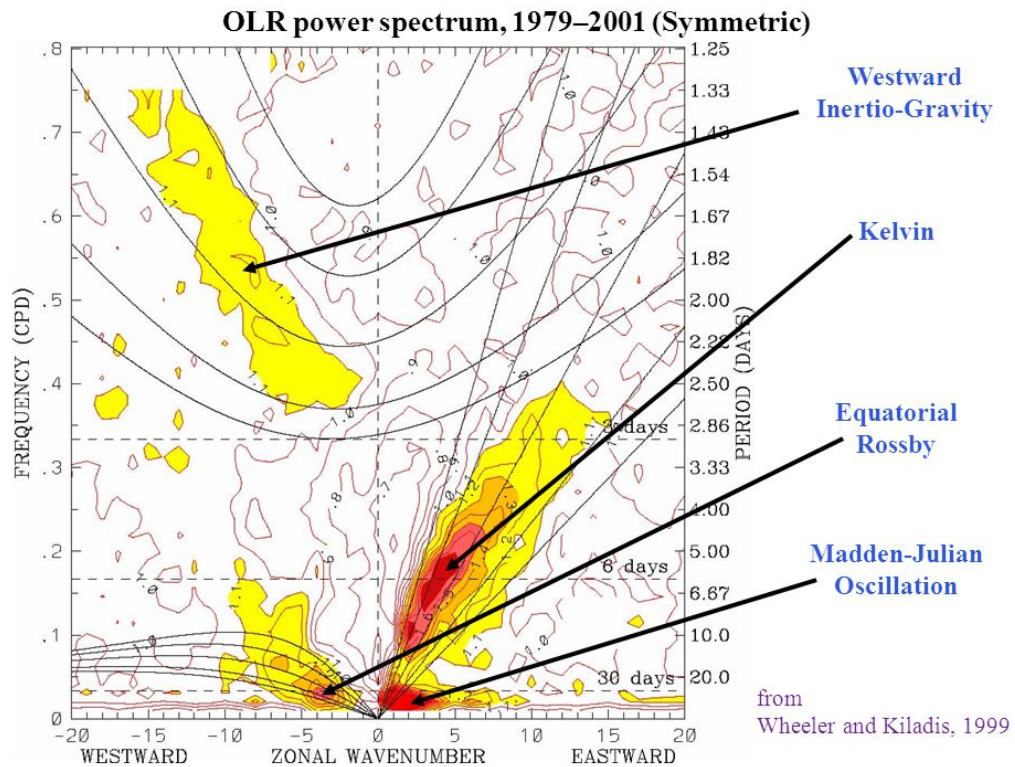 OLR power spectrum, 1979–2001 (Symmetric)
.8
.7
.6
.5
.4
.3
.2
.1
0
FREQUENCY (CPD)
1.25
1.33
1.43
1.54
1.67
1.82
2.00
2.22
2.50
2.86
3.33
4.00
5.00
6.67
10.0
20.0
PERIOD (DAYS)
3 days
6 days
30 days
-20
-15
-10
-5
0
5
10
15
20
WESTWARD
ZONAL WAVENUMBER
EASTWARD
Westward
Inertio-Gravity
Kelvin
Equatorial
Rossby
Madden-Julian
Oscillation
from
Wheeler and Kiladis, 1999